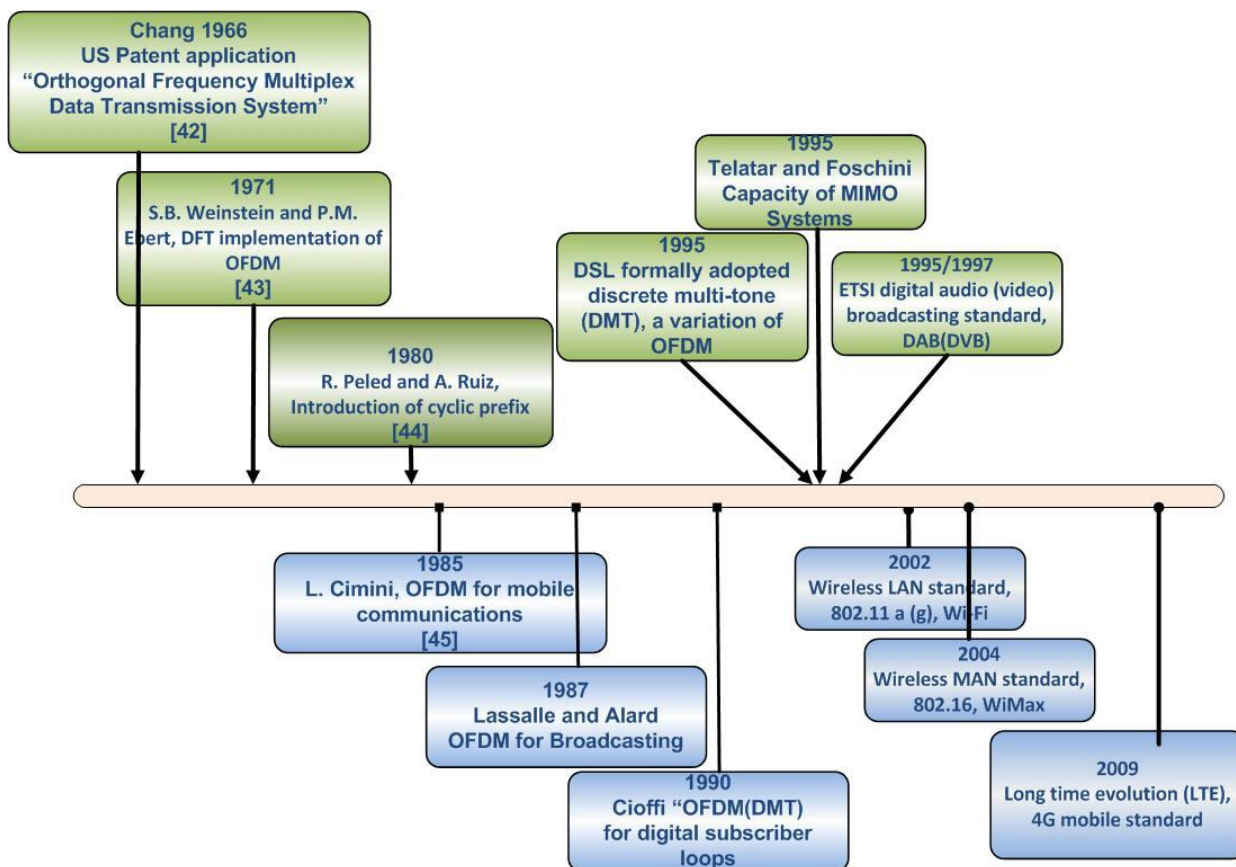 Chang 1966
US Patent application
“Orthogonal Frequency Multiplex
Data Transmission System”
[42]
1971
S.B. Weinstein and P.M.
Ebert, DFT implementation of
OFDM
[43]
1980
R. Peled and A. Ruiz,
Introduction of cyclic prefix
[44]
1995
Telatar and Foschini
Capacity of MIMO
Systems
1995
DSL formally adopted
discrete multi-tone
(DMT), a variation of
OFDM
1995/1997
ETSI digital audio (video)
broadcasting standard,
DAB(DVB)
1985
L. Cimini, OFDM for mobile
communications
[45]
1987
Lassalle and Alard
OFDM for Broadcasting
1990
Cioffi “OFDM(DMT)
for digital subscriber
loops
2002
Wireless LAN standard,
802.11 a (g), Wi-Fi
2004
Wireless MAN standard,
802.16, WiMax
2009
Long time evolution (LTE),
4G mobile standard